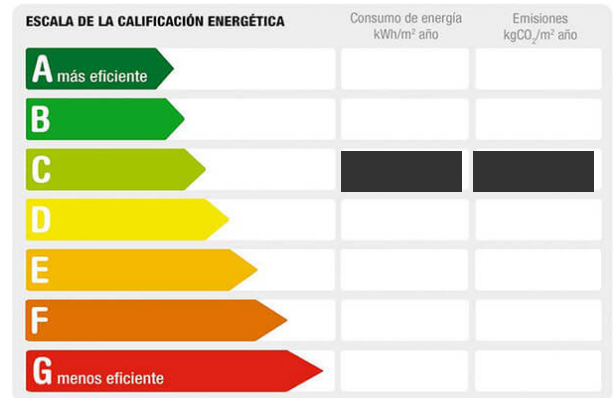 ESCALA DE LA CALIFICACIÓN ENERGÉTICA
Consumo de energía
kWh/m² año
Emisiones
kgCO₂/m² año
A más eficiente
B
C
D
E
F
G menos eficiente